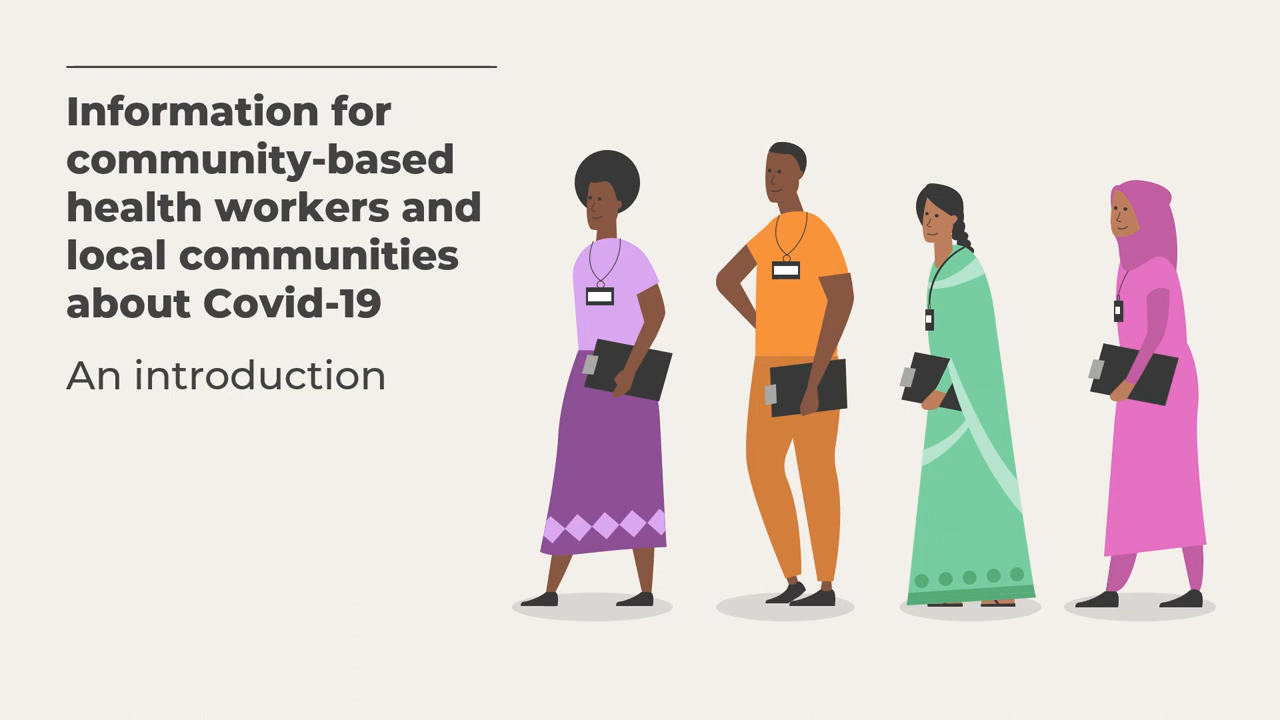 Information for
community-based
health workers and
local communities
about Covid-19
An introduction